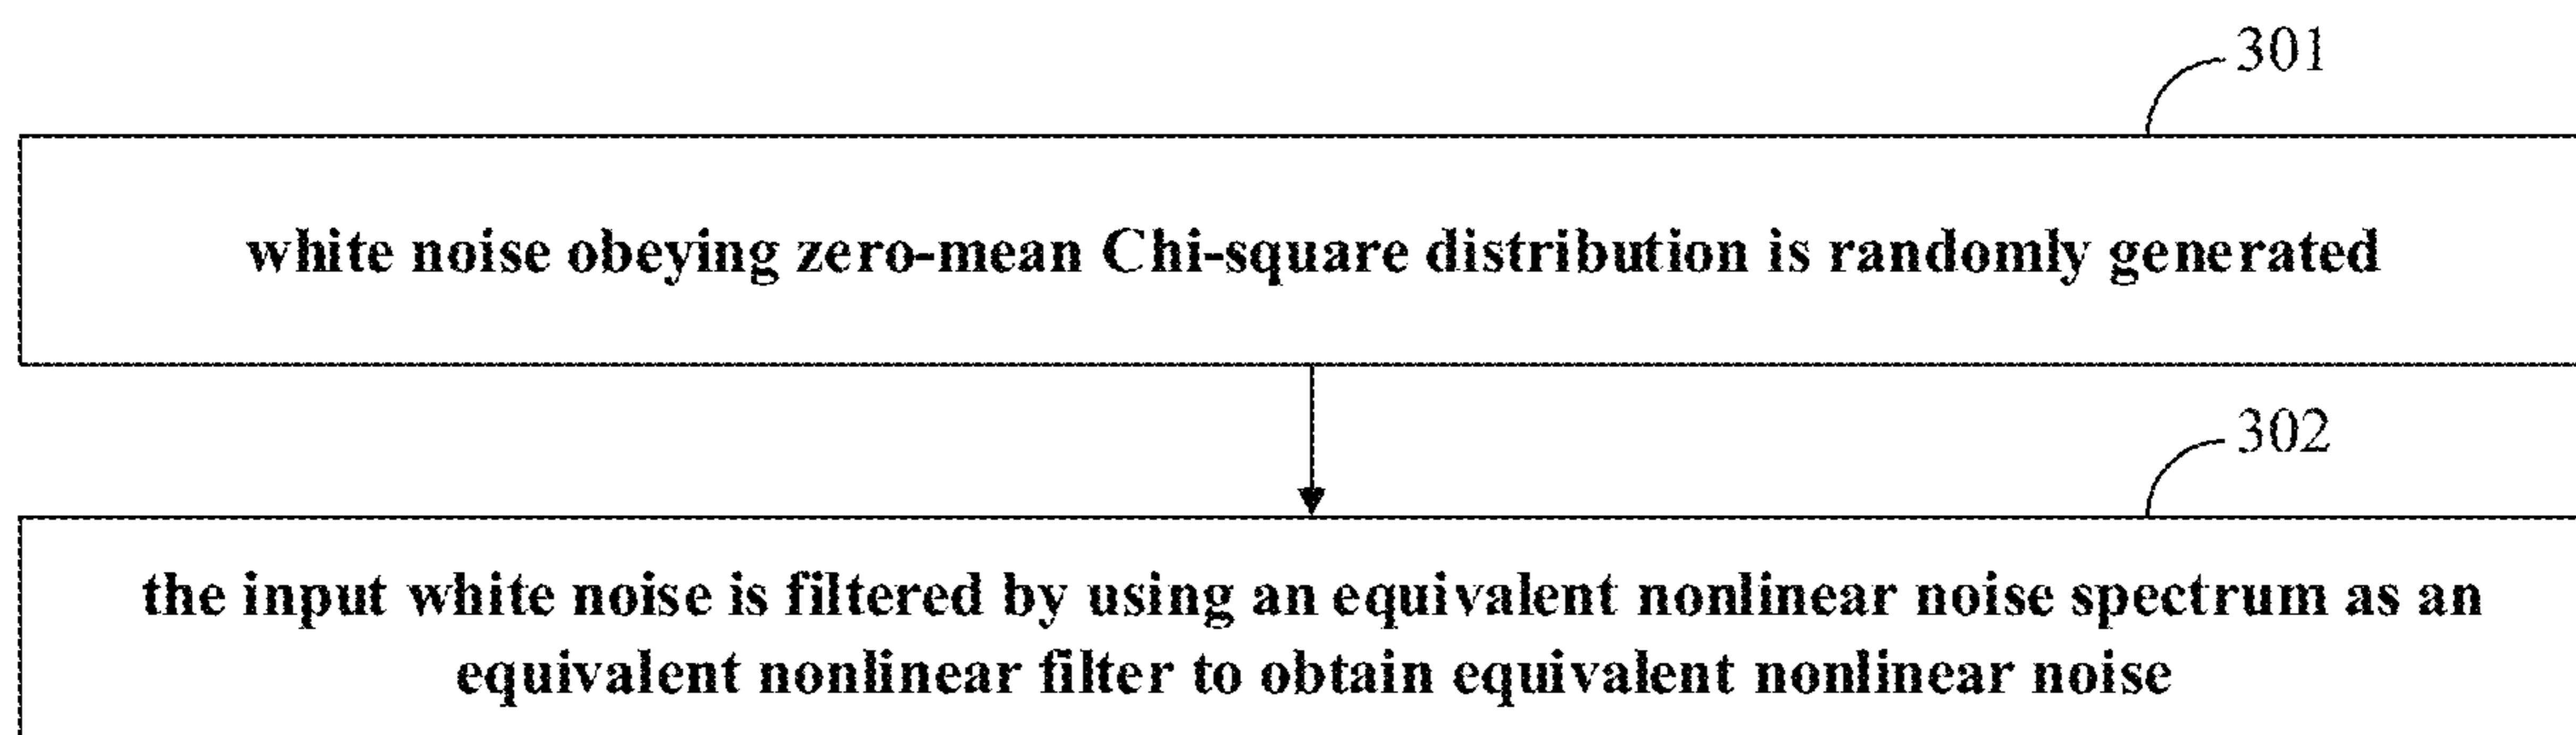 301
white noise obeying zero-mean Chi-square distribution is randomly generated
302
the input white noise is filtered by using an equivalent nonlinear noise spectrum as an
equivalent nonlinear filter to obtain equivalent nonlinear noise